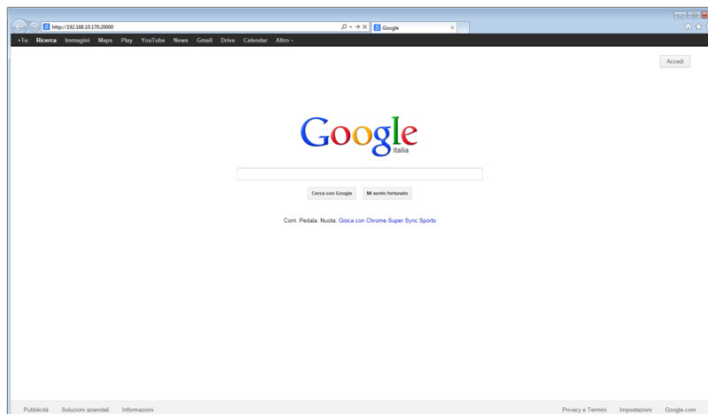 http://192.168.10.170:20000
Google
+Tu Ricerca Immagini Maps Play YouTube News Gmail Drive Calendar Altro
Accedi
Google
Italia
Cerca con Google Mi sento fortunato
Corri. Pedala. Nuota. Gioca con Chrome Super Sync Sports.
Pubblicità Soluzioni aziendali Informazioni Privacy e Termini Impostazioni Google.com